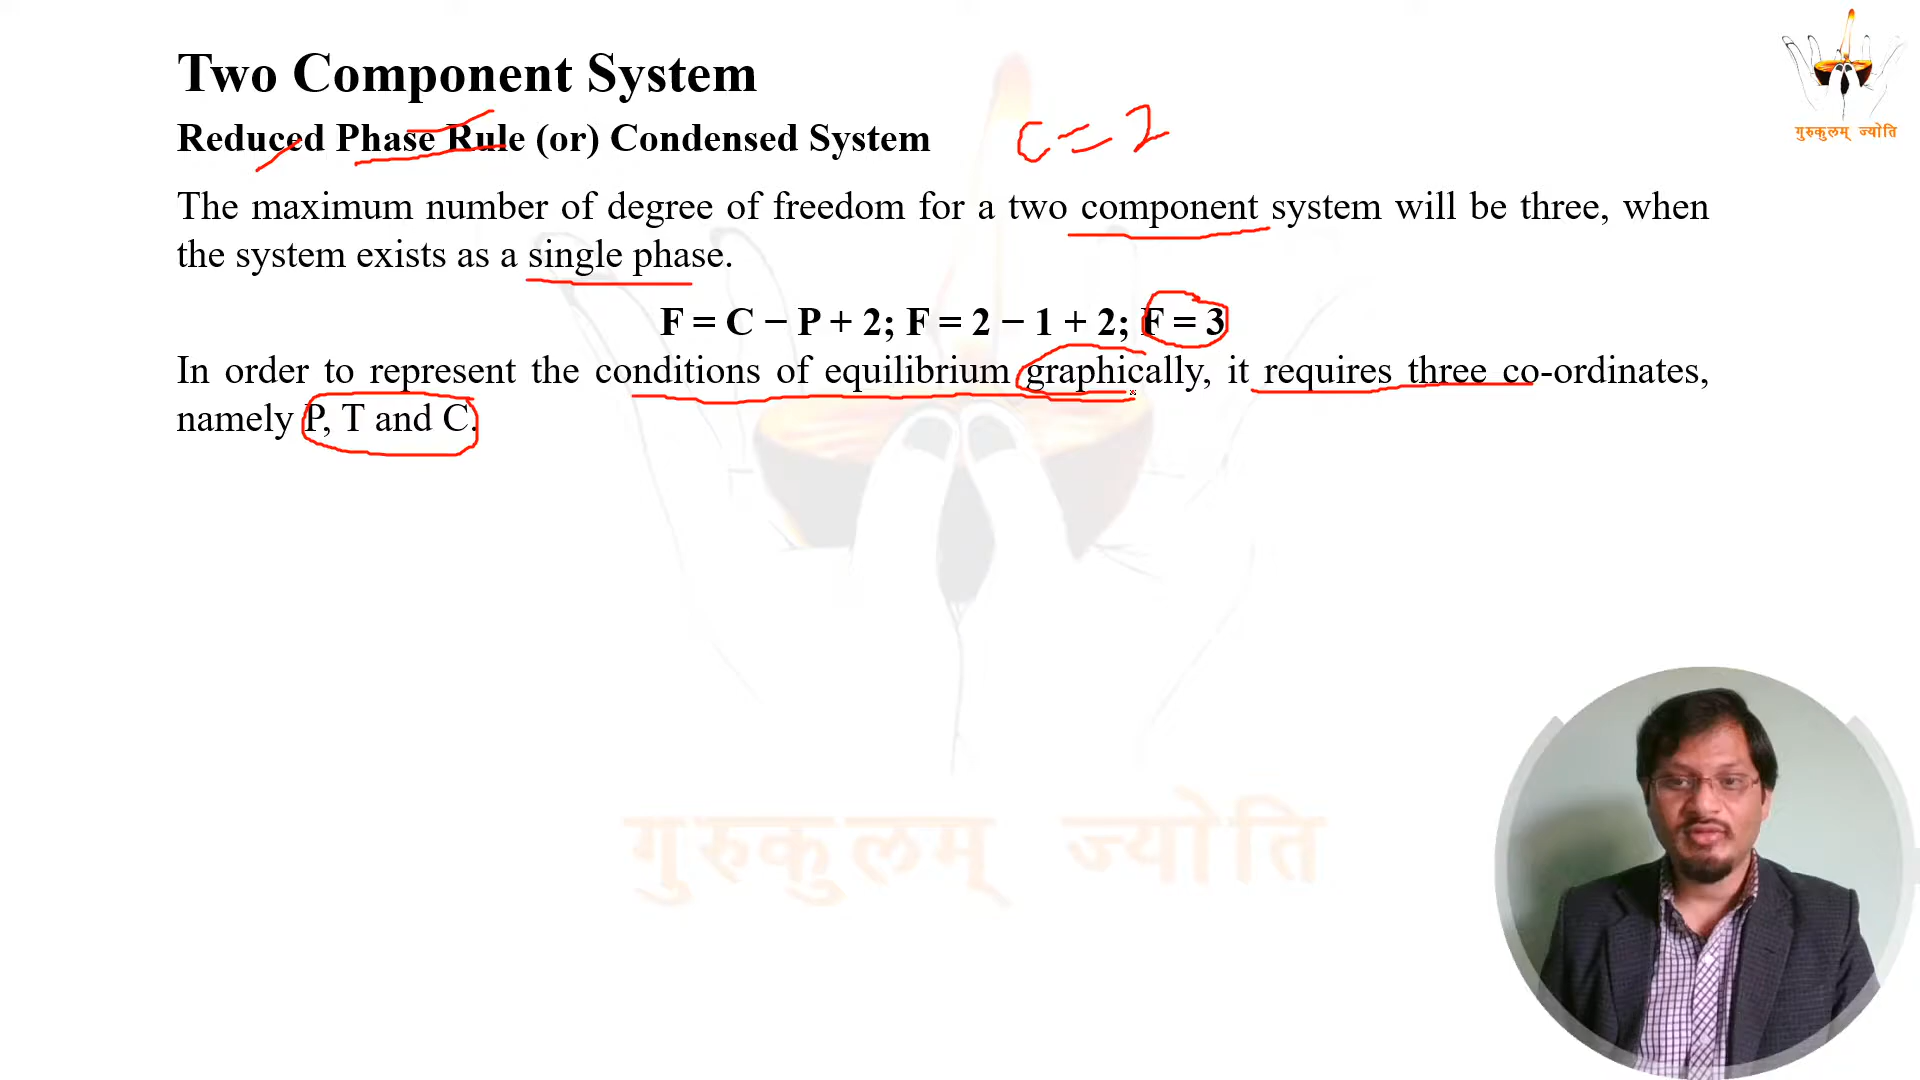 Two Component System
Reduced Phase Rule (or) Condensed System
C = 2
The maximum number of degree of freedom for a two component system will be three, when
the system exists as a single phase.
F = C − P + 2; F = 2 − 1 + 2; F = 3
In order to represent the conditions of equilibrium graphically, it requires three co-ordinates,
namely P, T and C.
गुरुकुलम् ज्योति
गुरुकुलम् ज्योति